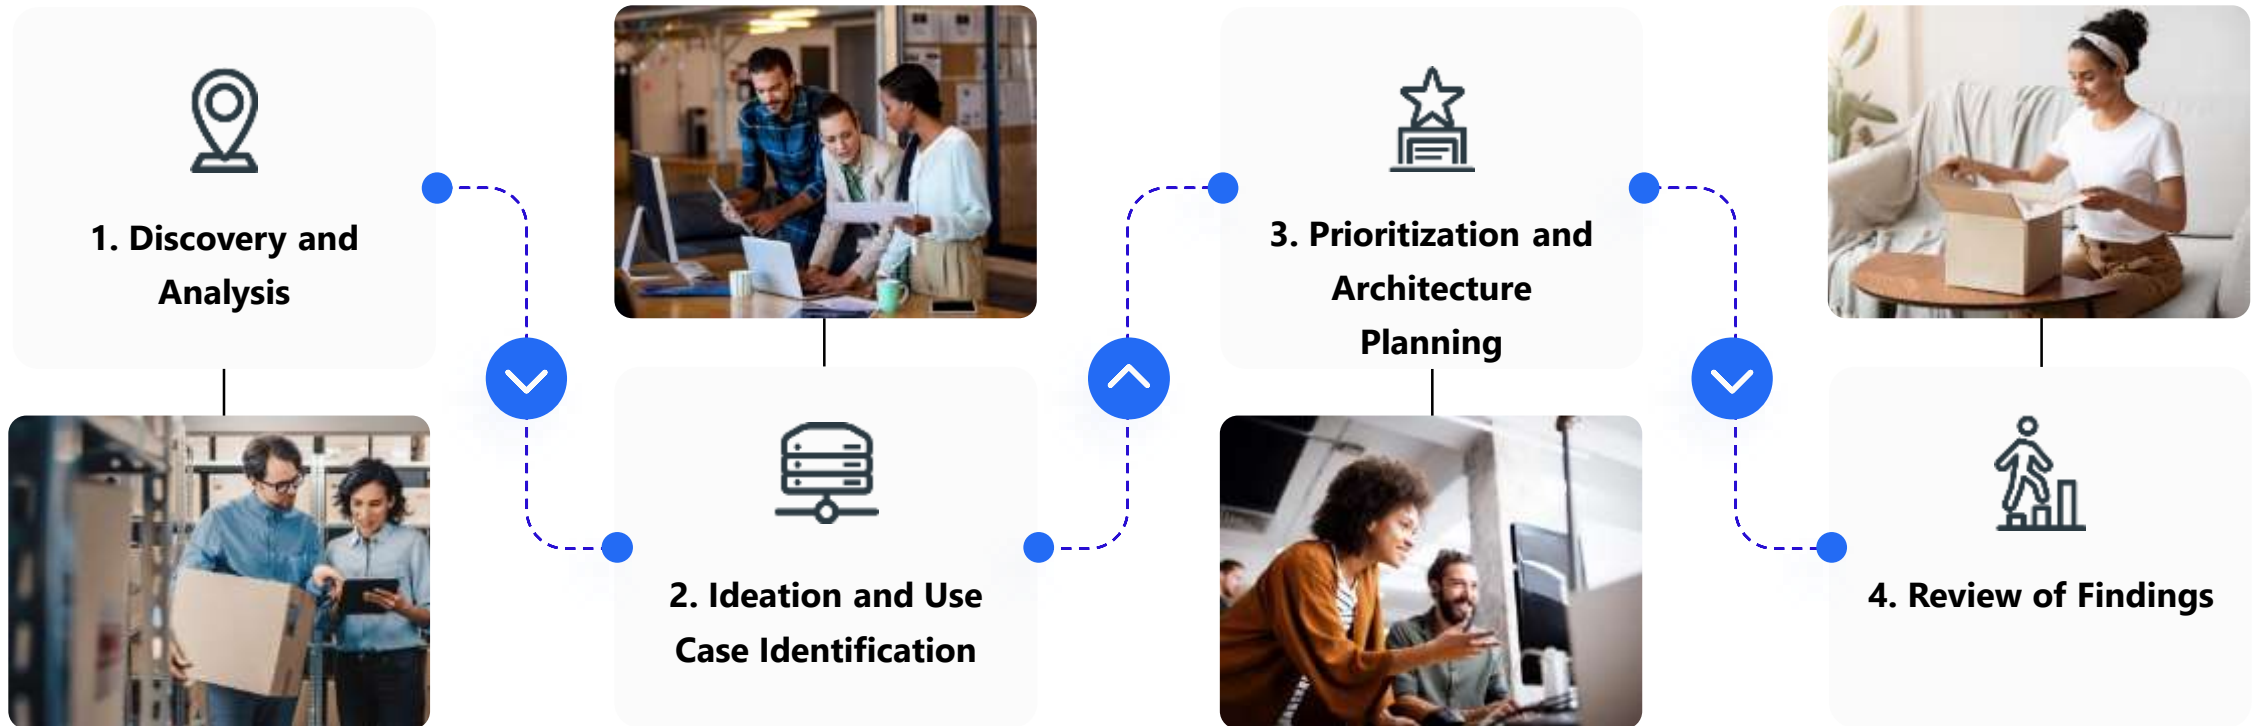 1. Discovery and
Analysis
2. Ideation and Use
Case Identification
3. Prioritization and
Architecture
Planning
4. Review of Findings